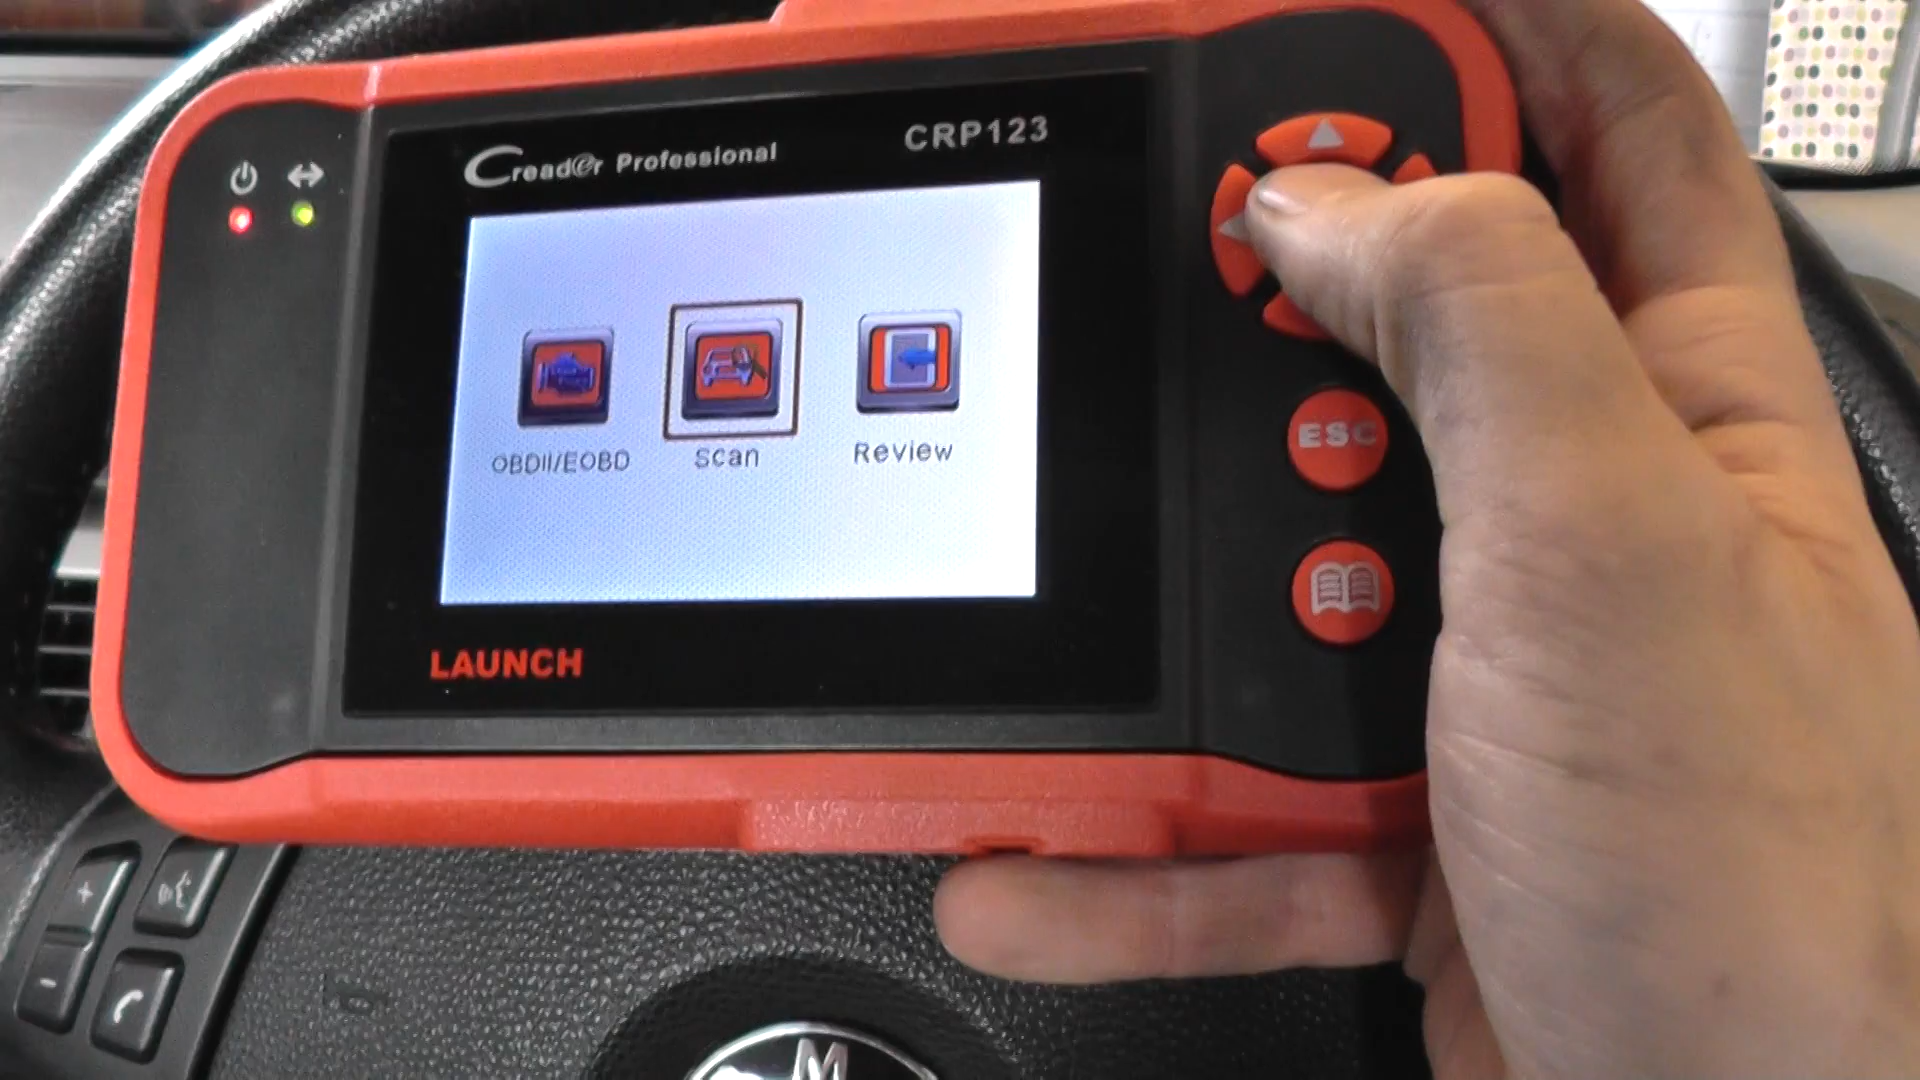 Creader Professional
CRP123
OBDII/EOBD
Scan
Review
ESC
LAUNCH
+
-
M